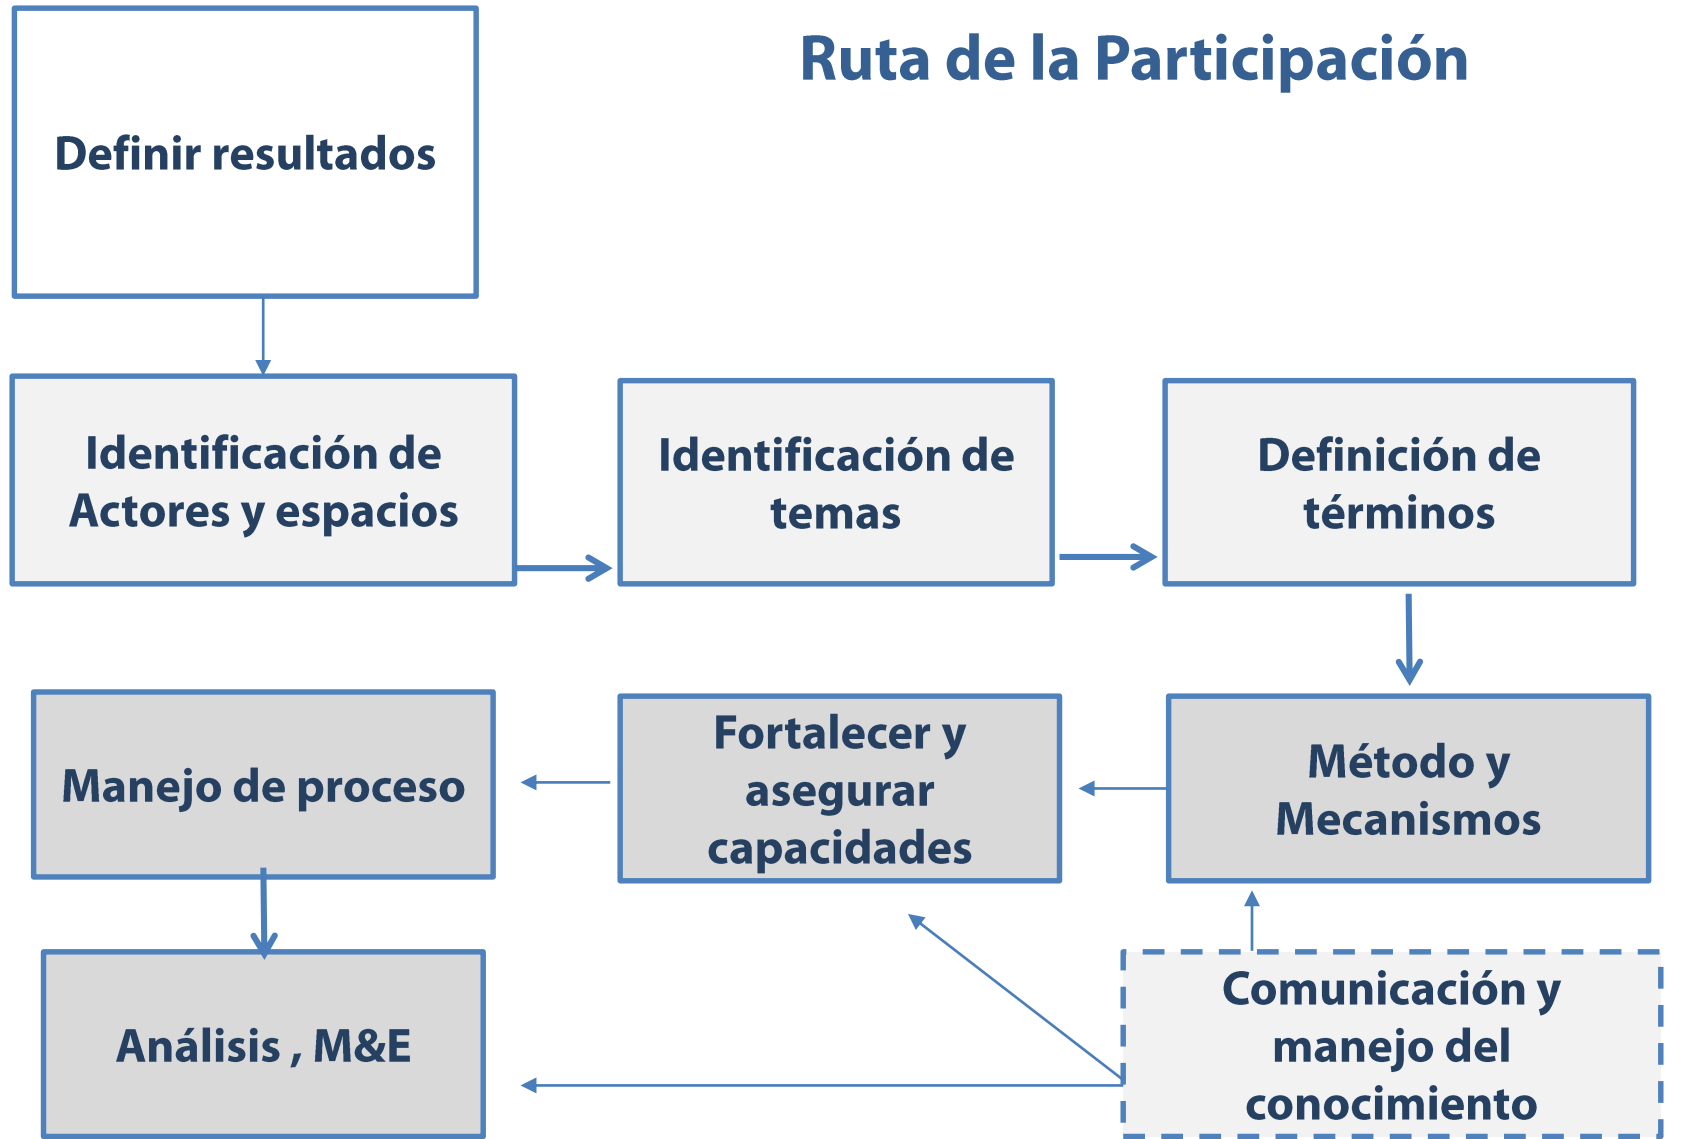 Ruta de la Participación
Definir resultados
Identificación de
Actores y espacios
Identificación de
temas
Definición de
términos
Manejo de proceso
Fortalecer y
asegurar
capacidades
Método y
Mecanismos
Análisis , M&E
Comunicación y
manejo del
conocimiento